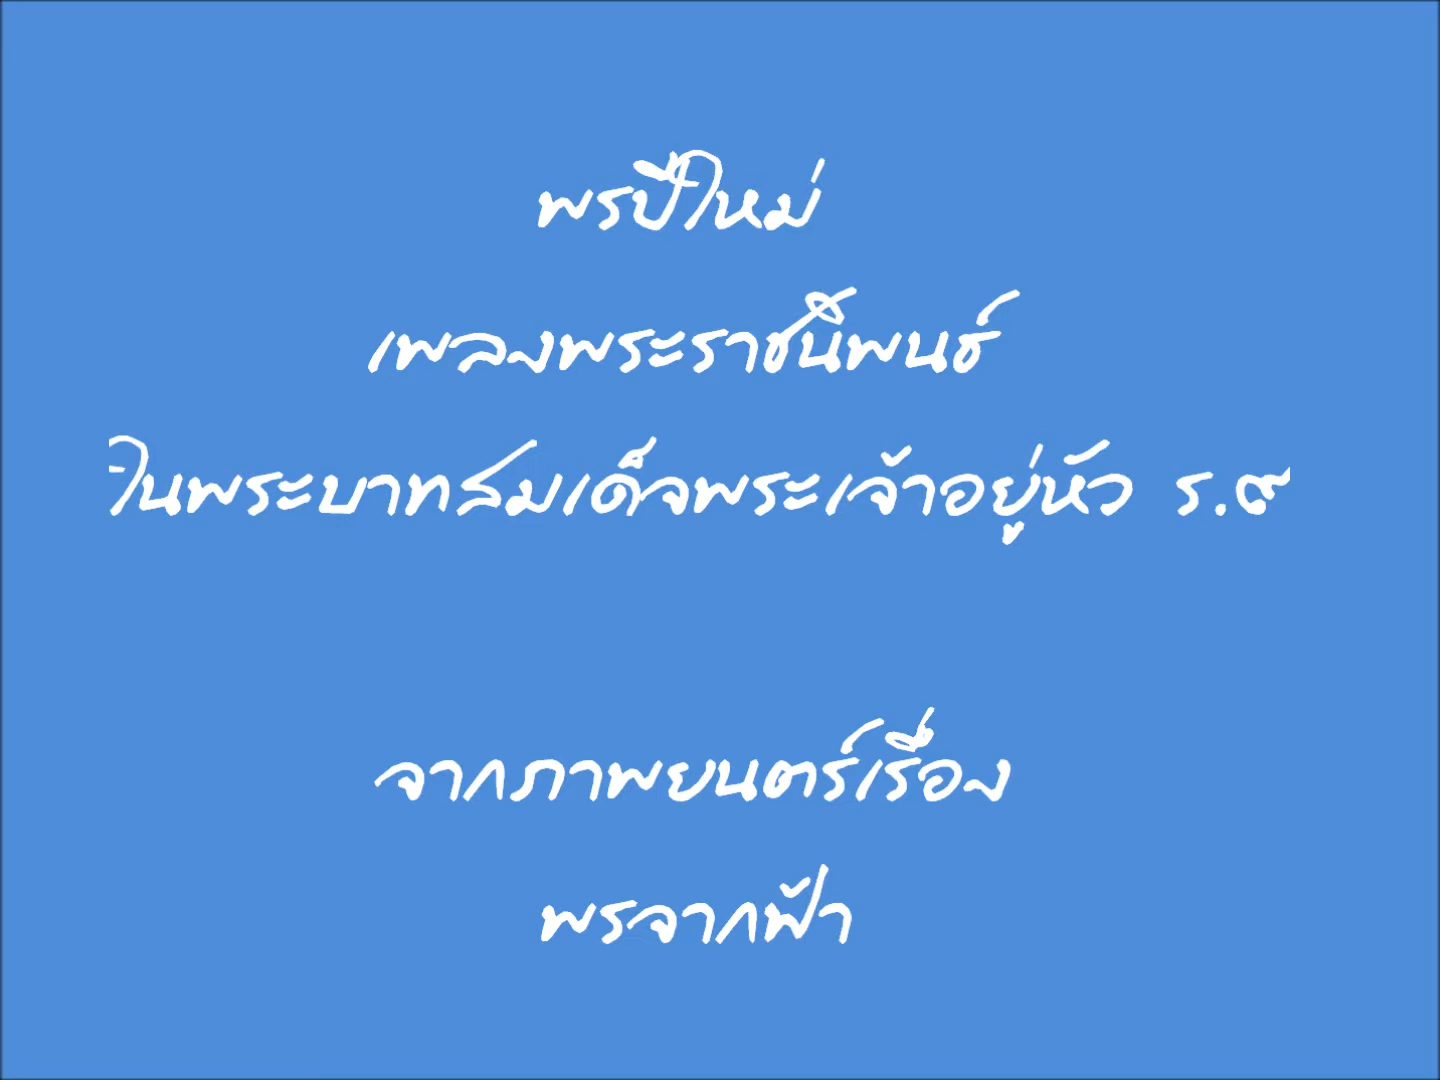 พรปีใหม่
เพลงพระราชนิพนธ์
ในพระบาทสมเด็จพระเจ้าอยู่หัว ร.๙
จากภาพยนตร์เรื่อง
พรจากฟ้า